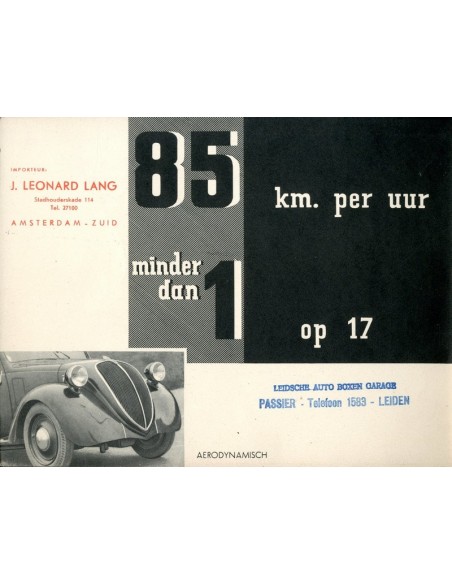 IMPORTEUR:
J. LEONARD LANG
Stadhouderskade 114
Tel. 37180
AMSTERDAM - ZUID
85
km. per uur
minder
dan 1
op 17
LEIDSCHE AUTO BOXEN GARAGE
PASSIER - Telefoon 1583 - LEIDEN
AERODYNAMISCH